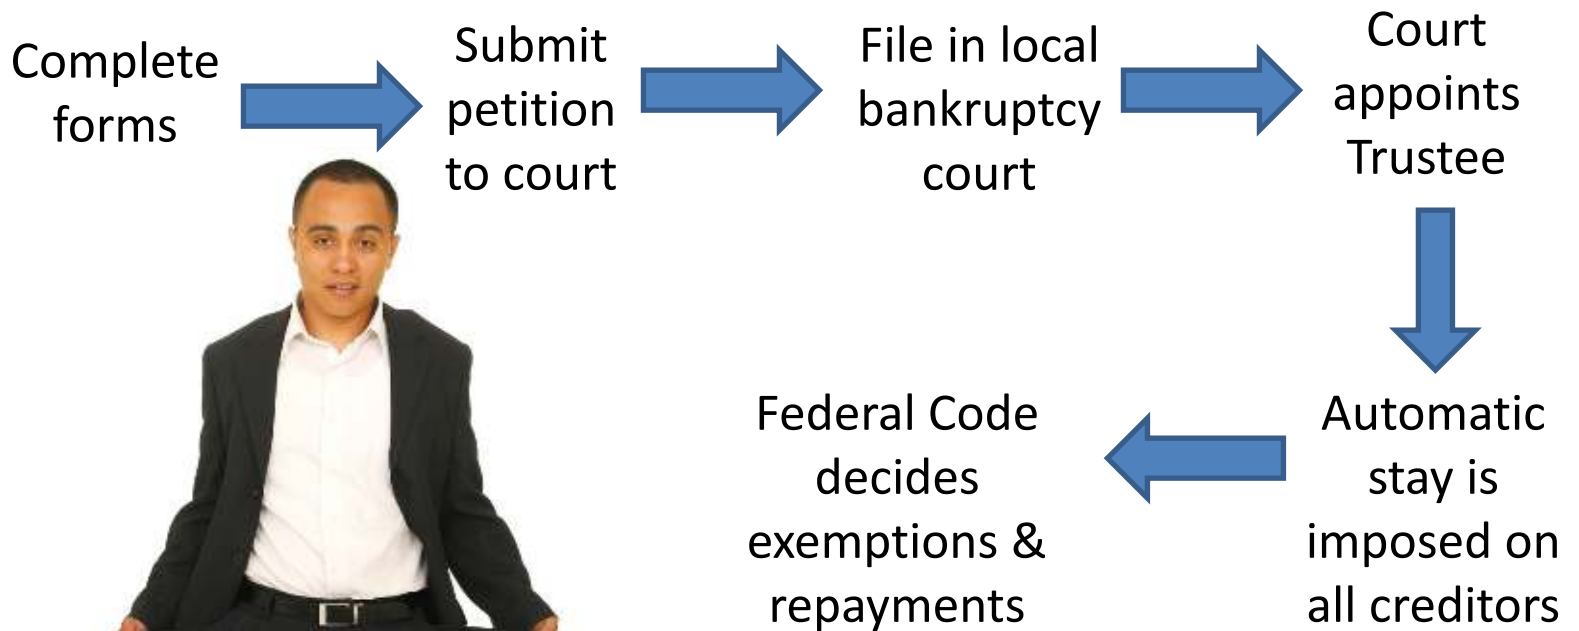 Complete
forms
Submit
petition
to court
File in local
bankruptcy
court
Court
appoints
Trustee
Automatic
stay is
imposed on
all creditors
Federal Code
decides
exemptions &
repayments